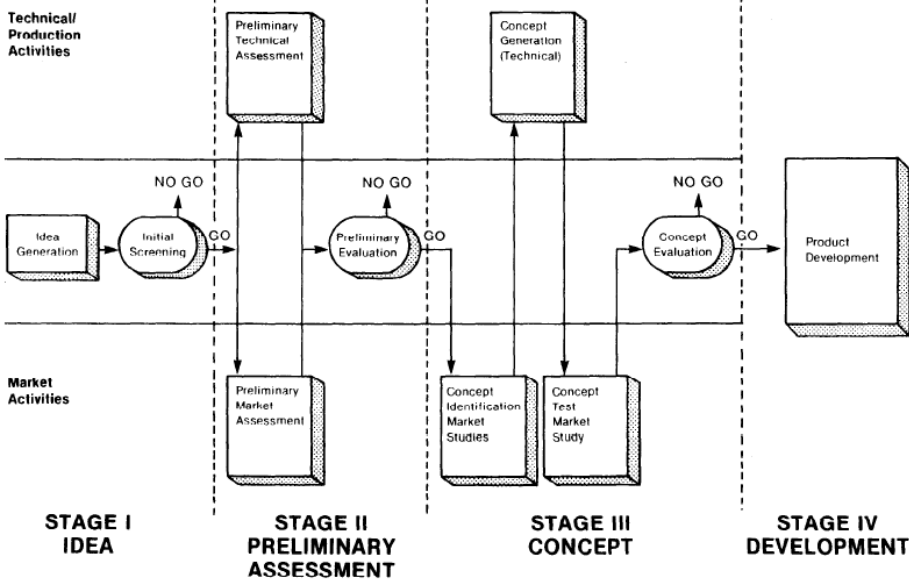 Technical/
Production
Activities
Preliminary
Technical
Assessment
Concept
Generation
(Technical)
NO GO
NO GO
NO GO
Idea
Generation
Initial
Screening
GO
Preliminary
Evaluation
GO
Concept
Evaluation
GO
Product
Development
Market
Activities
Preliminary
Market
Assessment
Concept
Identification
Market
Studies
Concept
Test
Market
Study
STAGE I
IDEA
STAGE II
PRELIMINARY
ASSESSMENT
STAGE III
CONCEPT
STAGE IV
DEVELOPMENT